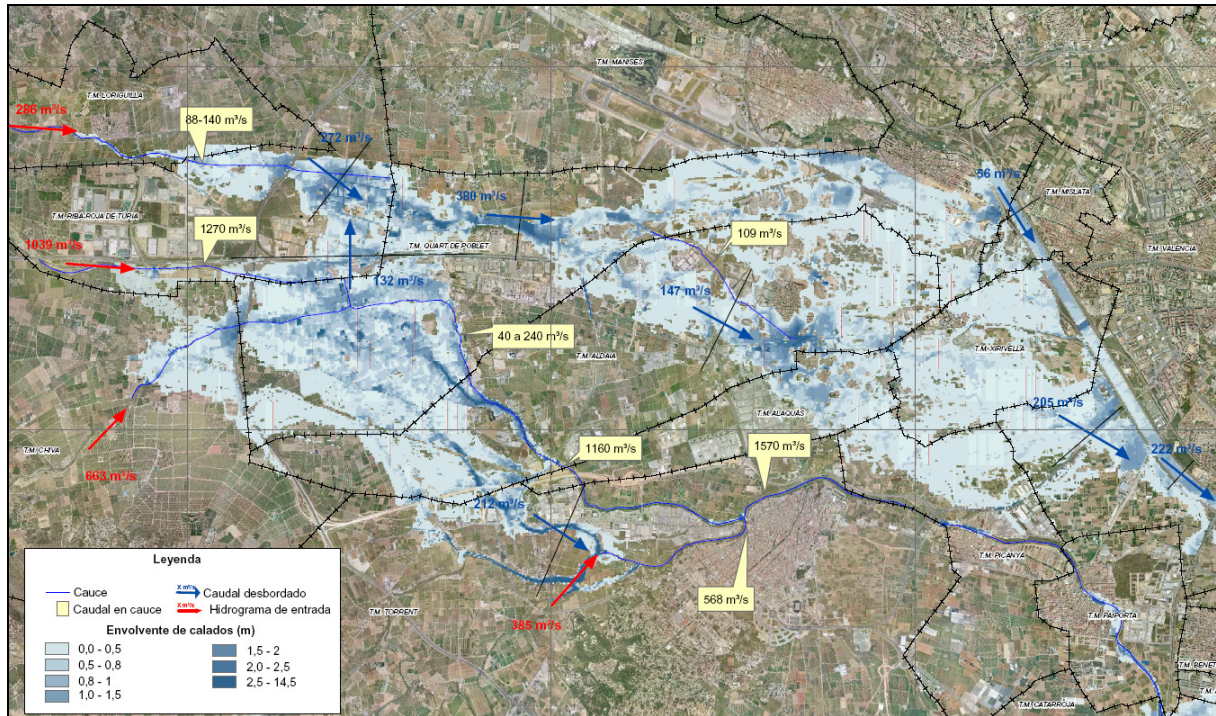 T.M. MANISES
T.M. LORIGUILLA
286 m³/s
88-140 m³/s
272 m³/s
56 m³/s
T.M. MISLATA
380 m³/s
T.M. RIBA-ROJA DE TÚRIA
1270 m³/s
109 m³/s
T.M. QUART DE POBLET
T.M. VALENCIA
1039 m³/s
132 m³/s
147 m³/s
40 a 240 m³/s
T.M. ALDAIA
T.M. XIRIVELLA
205 m³/s
T.M. ALAQUÀS
T.M. CHIVA
1160 m³/s
1570 m³/s
222 m³/s
663 m³/s
212 m³/s
T.M. PICANYA
568 m³/s
T.M. TORRENT
385 m³/s
T.M. PAIPORTA
T.M. BENET
T.M. CATARROJA
Leyenda
Cauce
X m³/s
Caudal desbordado
Caudal en cauce
X m³/s
Hidrograma de entrada
Envolvente de calados (m)
0,0 - 0,5
1,5 - 2
0,5 - 0,8
2,0 - 2,5
0,8 - 1
2,5 - 14,5
1,0 - 1,5